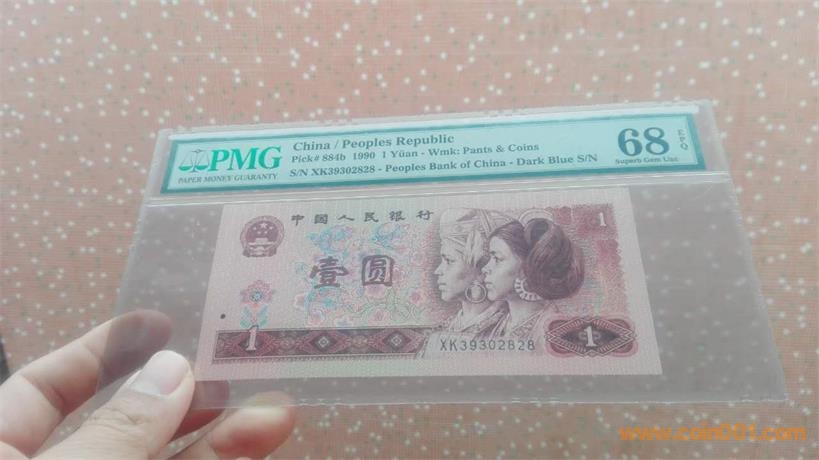 PMG
PAPER MONEY GUARANTY
China / Peoples Republic
Pick# 884b 1990 1 Yüan - Wmk: Pants & Coins
S/N XK39302828 - Peoples Bank of China - Dark Blue S/N
68 EPQ
Superb Gem Unc
中国人民银行
1
壹圆
1
XK39302828
1
www.coin001.com